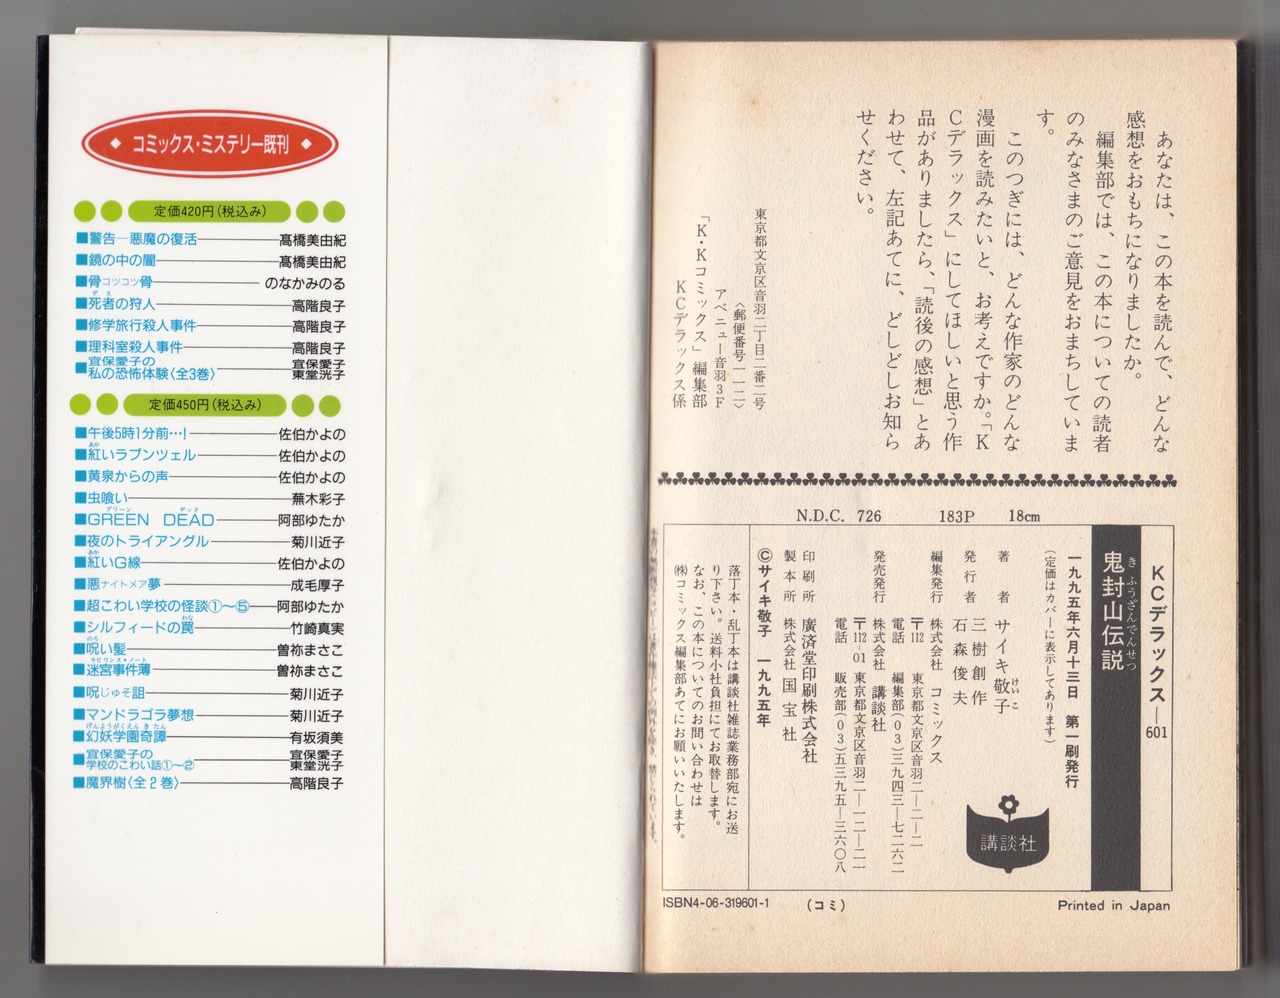 コミックス・ミステリー既刊
定価420円(税込み)
■警告―悪魔の復活―髙橋美由紀
■鏡の中の闇―髙橋美由紀
■骨コツコツ骨―のなかみのる
■死者の狩人―高階良子
■修学旅行殺人事件―高階良子
■理科室殺人事件―高階良子
■宜保愛子の私の恐怖体験〈全3巻〉―宜保愛子 東堂洸子
定価450円(税込み)
■午後5時1分前…!―佐伯かよの
■紅いラプンツェル―佐伯かよの
■黄泉からの声―佐伯かよの
■虫喰い―蕪木彩子
■GREEN DEAD―阿部ゆたか
■夜のトライアングル―菊川近子
■紅いG線―佐伯かよの
■悪ナイトメア夢―成毛厚子
■超こわい学校の怪談①〜⑤―阿部ゆたか
■シルフィードの罠―竹崎真実
■呪い髪―曽祢まさこ
■迷宮事件簿―曽祢まさこ
■呪じゅそ詛―菊川近子
■マンドラゴラ夢想―菊川近子
■幻妖学園奇譚―有坂須美
■宜保愛子の学校のこわい話①〜②―宜保愛子 東堂洸子
■魔界樹〈全2巻〉―高階良子
あなたは、この本を読んで、どんな
感想をおもちになりましたか。
編集部では、この本についての読者
のみなさまのご意見をおまちしていま
す。
このつぎには、どんな作家のどんな
漫画を読みたいと、お考えですか。「K
Cデラックス」にしてほしいと思う作
品がありましたら、「読後の感想」とあ
わせて、左記あてに、どしどしお知ら
せください。
東京都文京区音羽二丁目二番二号
〈郵便番号一一二〉
アベニュー音羽3F
「K・Kコミックス」編集部
KCデラックス係
N.D.C. 726 183P 18cm
KCデラックス―601
鬼封山伝説
きふうざんでんせつ
一九九五年六月十三日 第一刷発行
(定価はカバーに表示してあります)
著者 サイキ敬子
けいこ
発行者 三樹創作
石森俊夫
編集発行 株式会社 コミックス
〒112 東京都文京区音羽二―二―二
電話 編集部(03)三九四三―七二六二
発売発行 株式会社 講談社
〒112-01 東京都文京区音羽二―一二―二一
電話 販売部(03)五三九五―三六〇八
印刷所 廣済堂印刷株式会社
製本所 株式会社国宝社
©サイキ敬子 一九九五年
落丁本・乱丁本は講談社雑誌業務部宛にお送
り下さい。送料小社負担にてお取替します。
なお、この本についてのお問い合わせは
㈱コミックス編集部あてにお願いいたします。
講談社
ISBN4-06-319601-1 (コミ) Printed in Japan